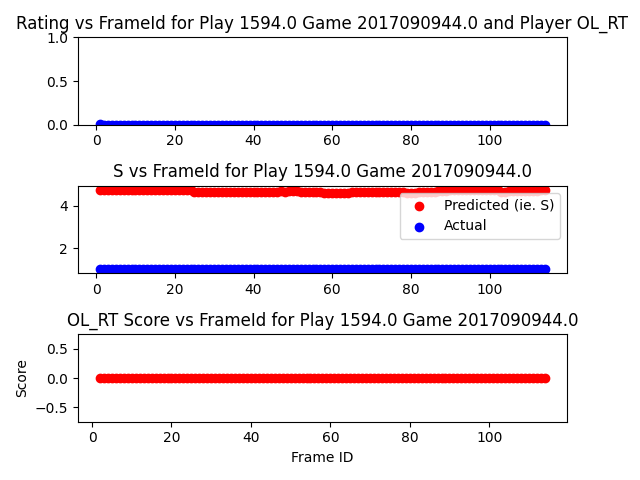 Rating vs FrameId for Play 1594.0 Game 2017090944.0 and Player OL_RT
1.0
0.5
0.0
0 20 40 60 80 100
S vs FrameId for Play 1594.0 Game 2017090944.0
4
2
Predicted (ie. S)
Actual
0 20 40 60 80 100
OL_RT Score vs FrameId for Play 1594.0 Game 2017090944.0
Score
0.5
0.0
−0.5
0 20 40 60 80 100
Frame ID